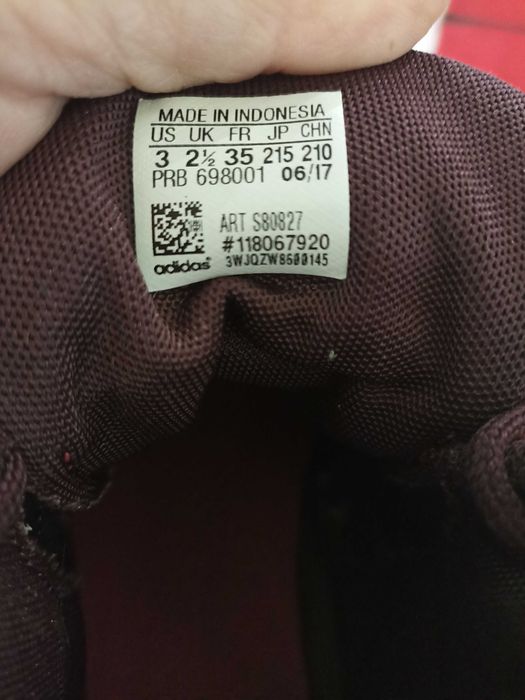 MADE IN INDONESIA
US UK FR JP CHN
3 2½ 35 215 210
PRB 698001 06/17
ART S80827
#118067920
adidas® 3WJQZW8600145